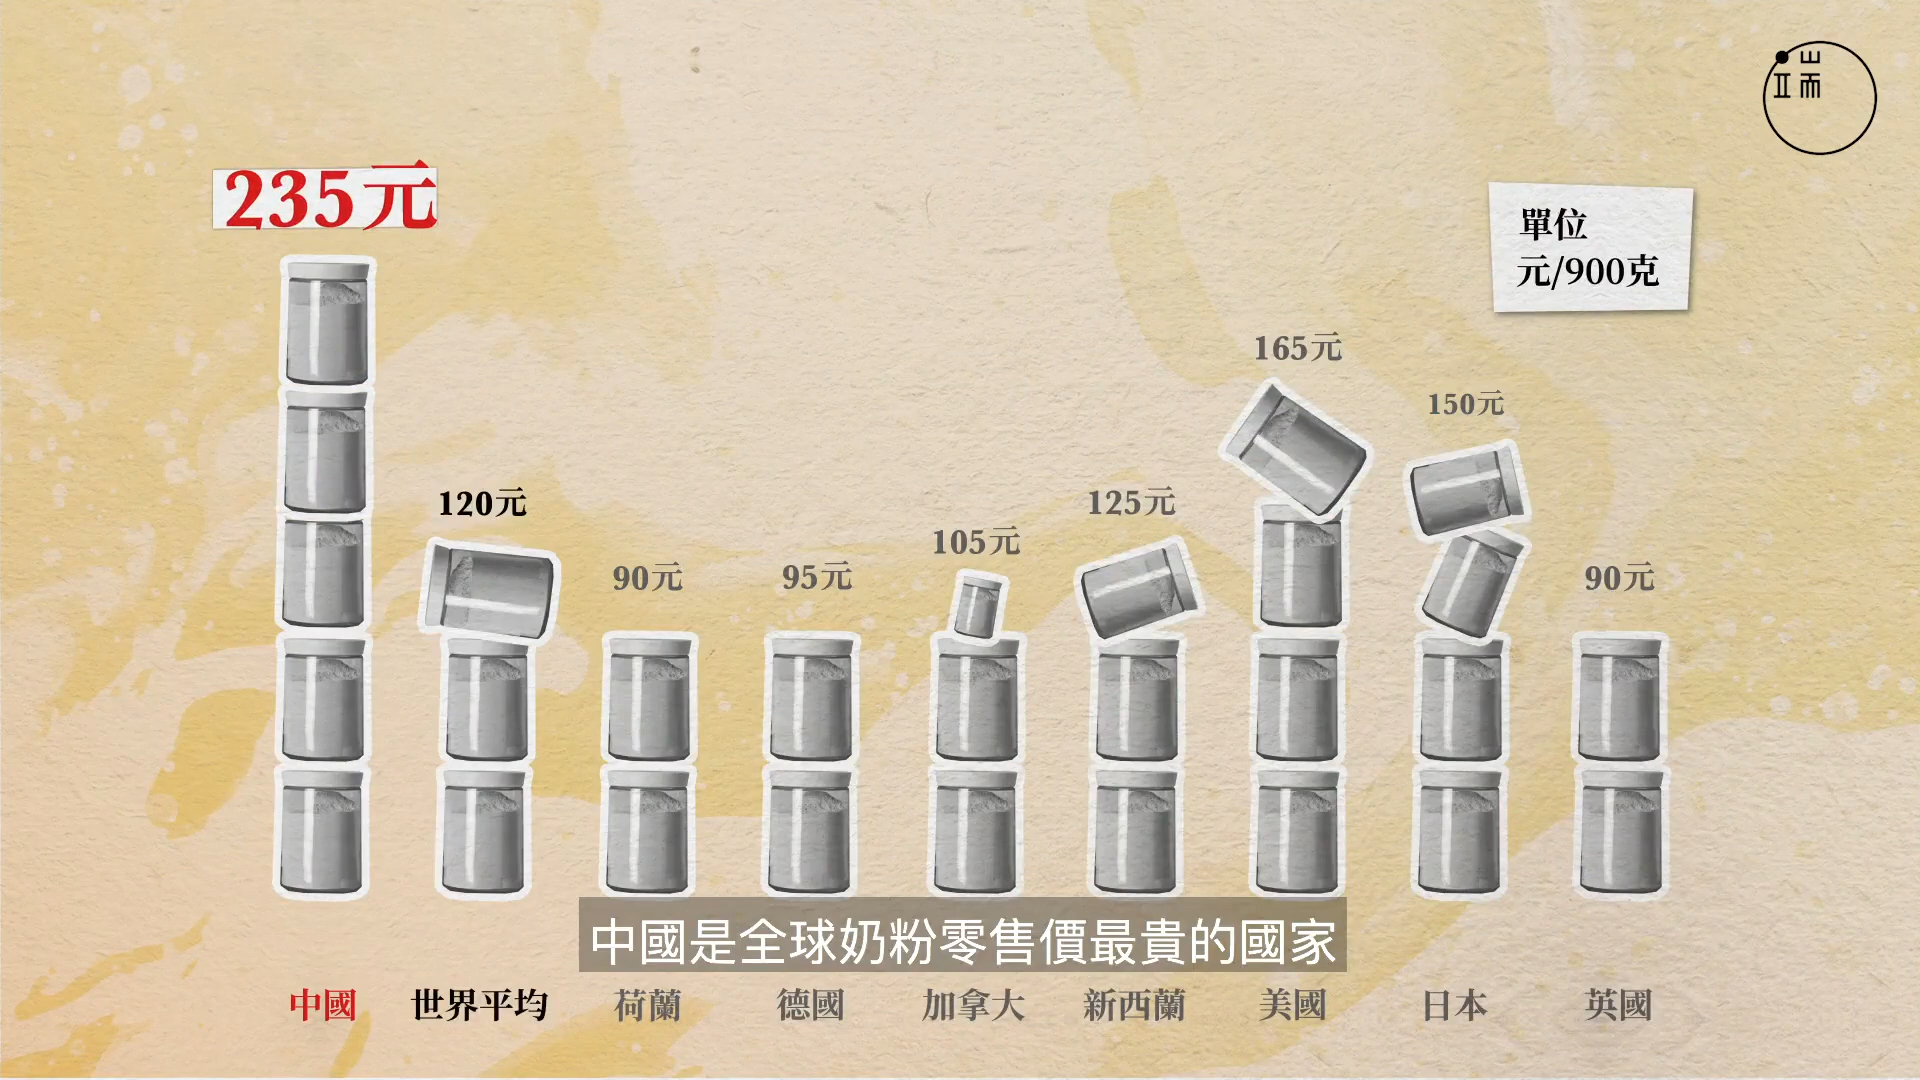 瑞
235元
單位
元/900克
165元
150元
120元
125元
105元
90元
95元
90元
中國是全球奶粉零售價最貴的國家
中國 世界平均 荷蘭 德國 加拿大 新西蘭 美國 日本 英國